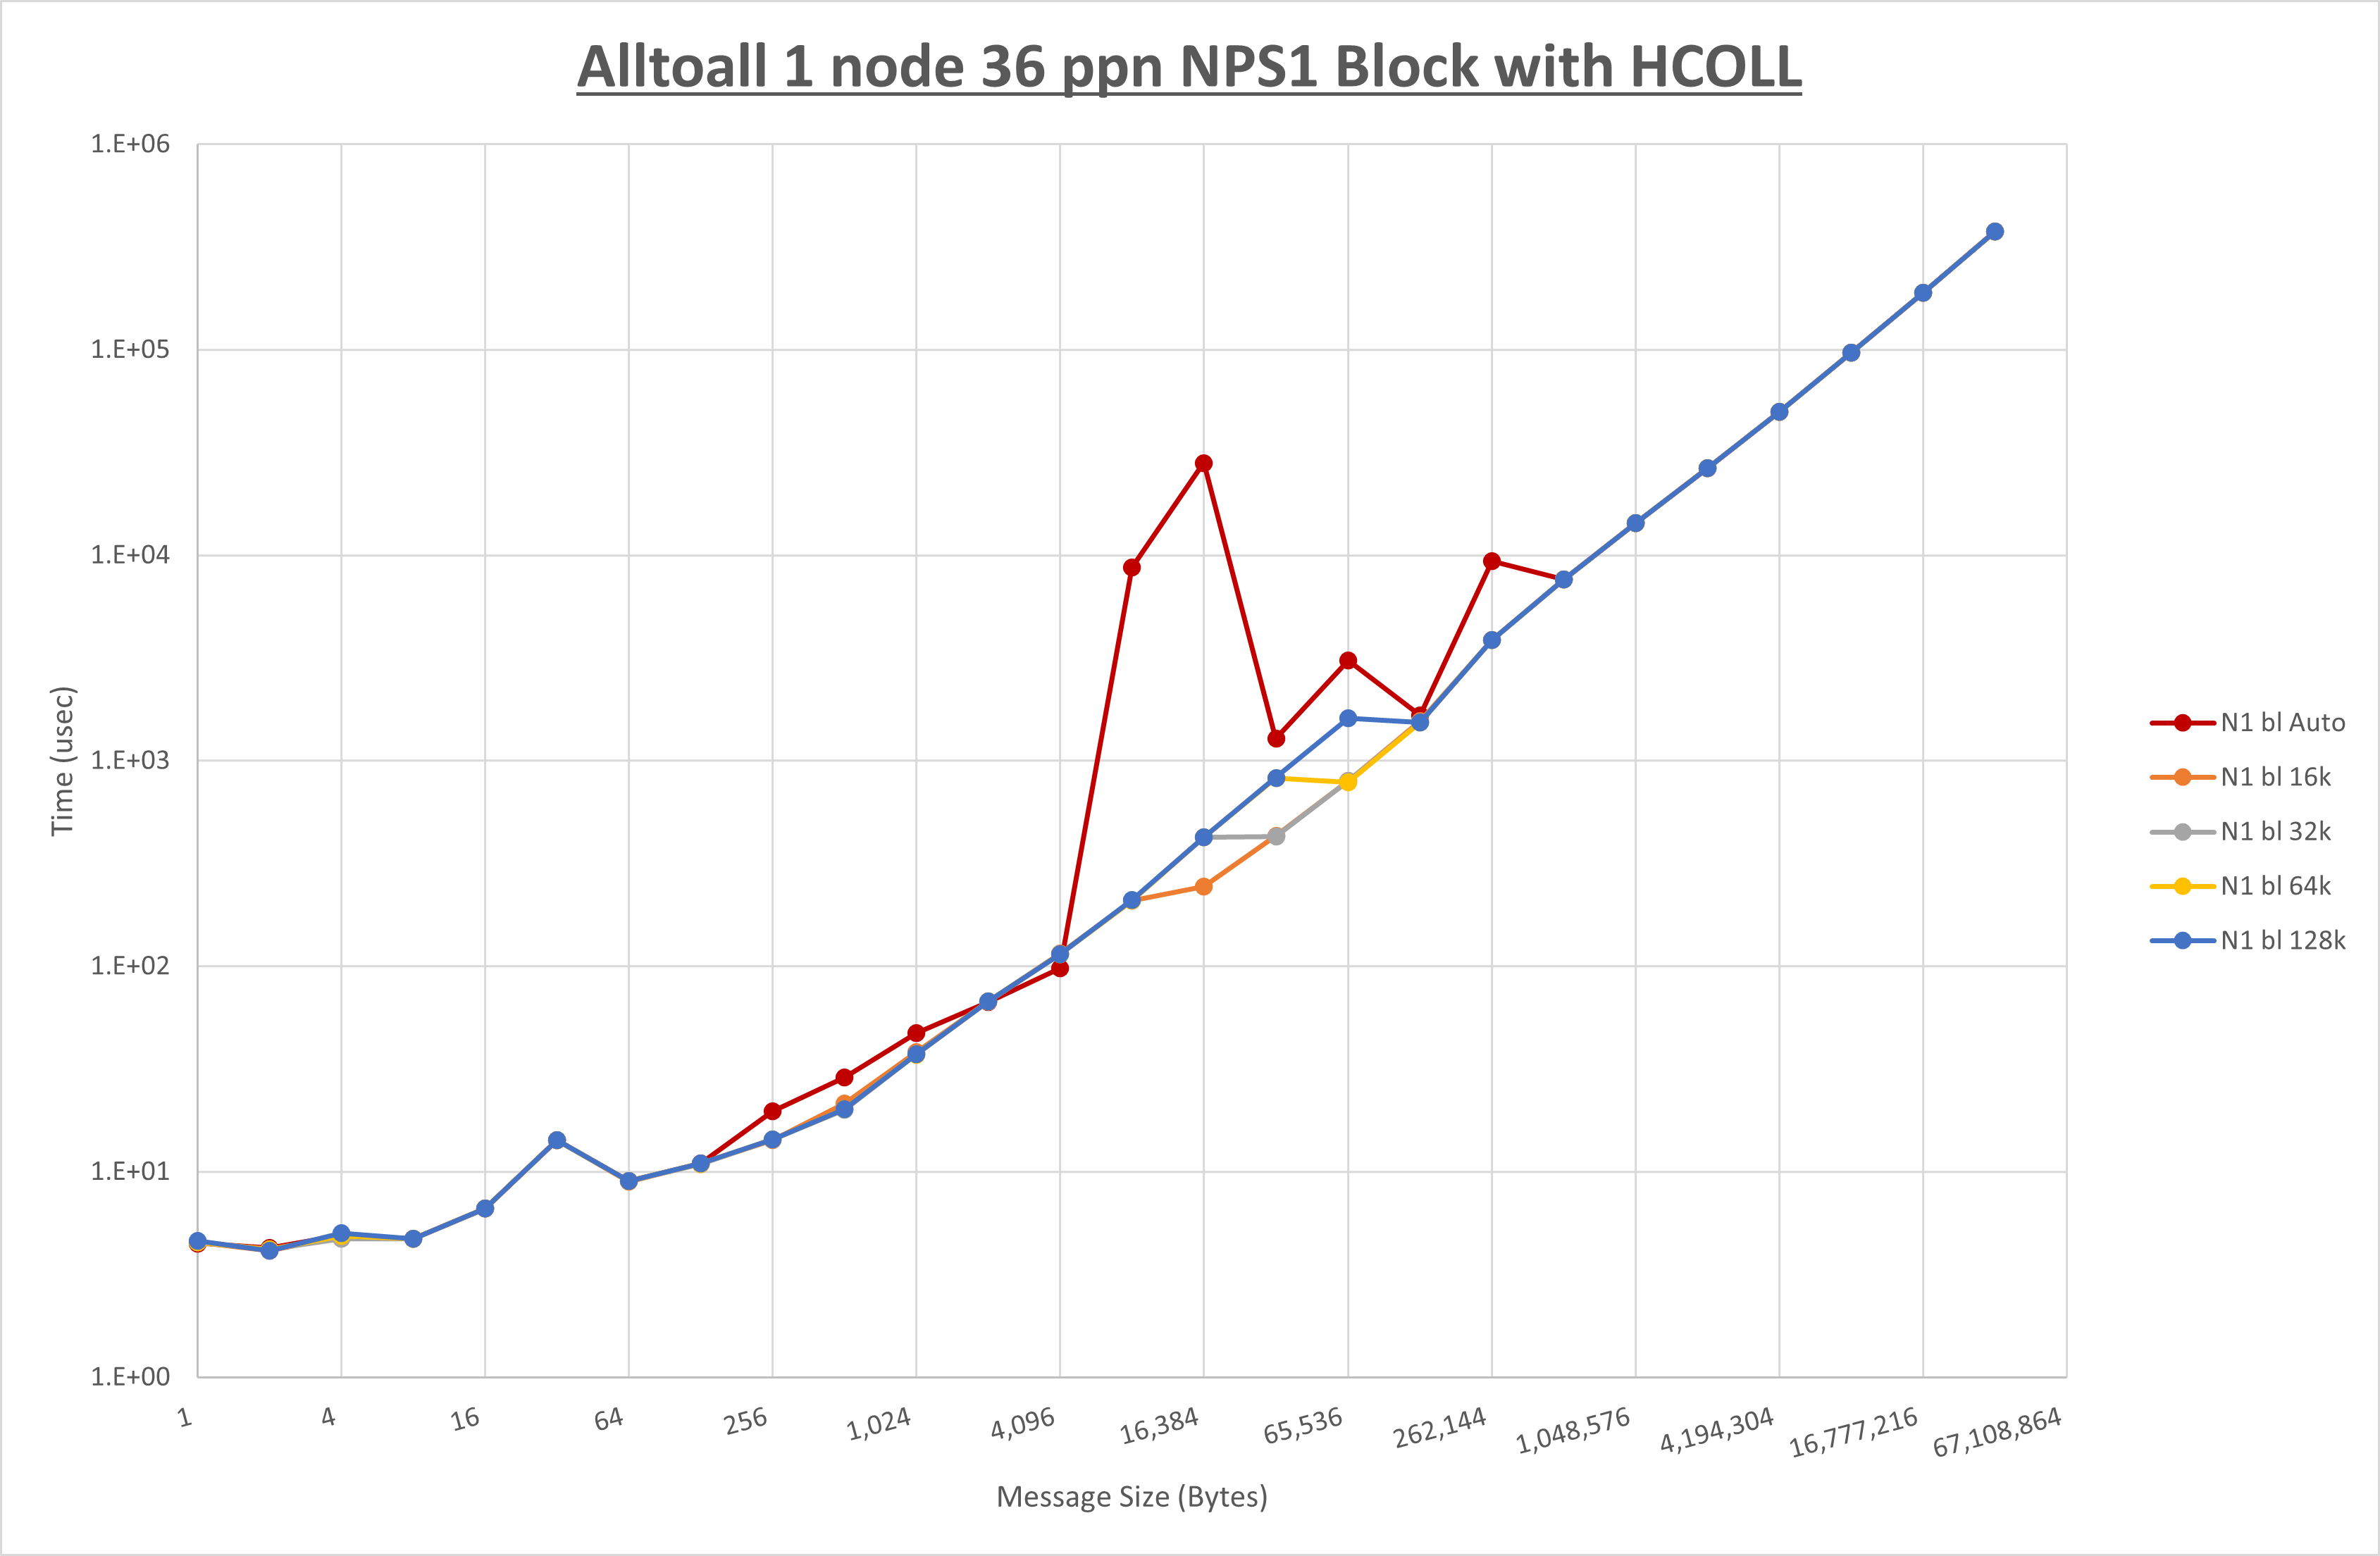 Alltoall 1 node 36 ppn NPS1 Block with HCOLL
1.E+06
1.E+05
1.E+04
1.E+03
1.E+02
1.E+01
1.E+00
Time (usec)
1
4
16
64
256
1,024
4,096
16,384
65,536
262,144
1,048,576
4,194,304
16,777,216
67,108,864
Message Size (Bytes)
N1 bl Auto
N1 bl 16k
N1 bl 32k
N1 bl 64k
N1 bl 128k